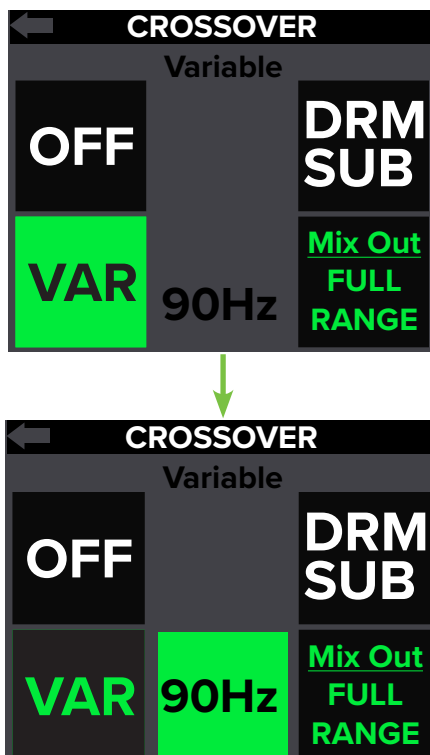 CROSSOVER
Variable
OFF
DRM
SUB
VAR
90Hz
Mix Out
FULL
RANGE
CROSSOVER
Variable
OFF
DRM
SUB
VAR
90Hz
Mix Out
FULL
RANGE